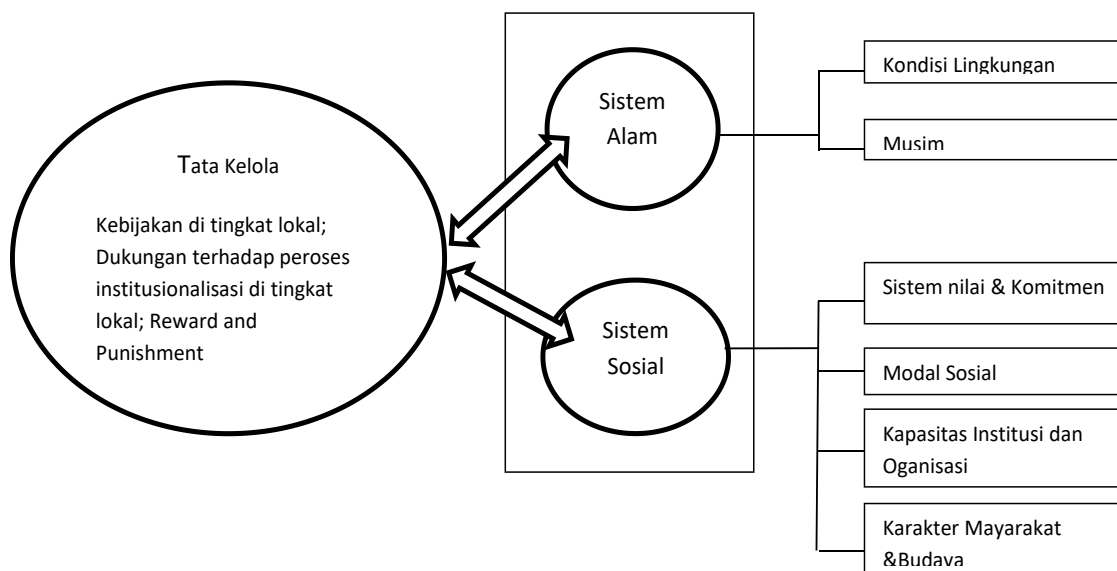 Tata Kelola
Kebijakan di tingkat lokal;
Dukungan terhadap peroses
institusionalisasi di tingkat
lokal; Reward and
Punishment
Sistem
Alam
Sistem
Sosial
Kondisi Lingkungan
Musim
Sistem nilai & Komitmen
Modal Sosial
Kapasitas Institusi dan
Oganisasi
Karakter Mayarakat
&Budaya